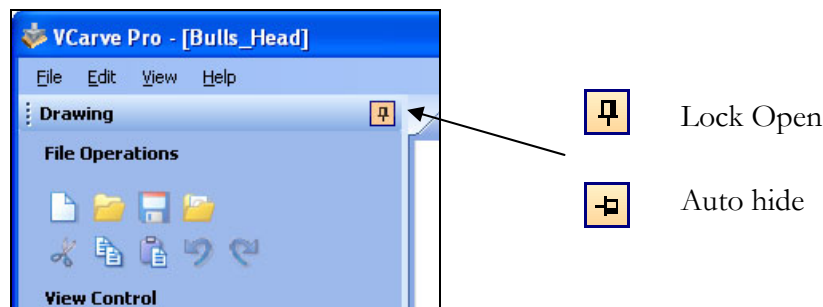 VCarve Pro - [Bulls_Head]
File Edit View Help
Drawing
File Operations
View Control
Lock Open
Auto hide